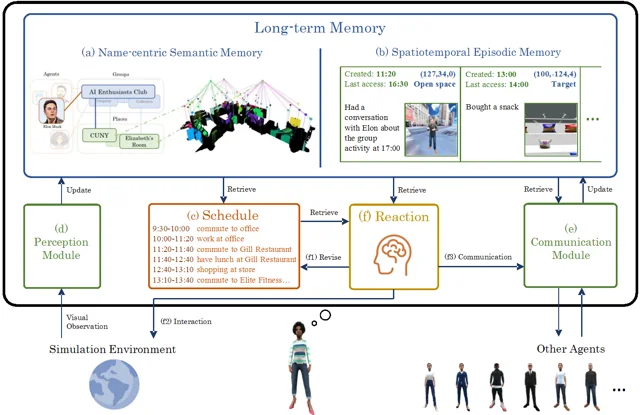 Long-term Memory
(a) Name-centric Semantic Memory
Agents
Groups
AI Enthusiasts Club
Elon Musk
Places
CUNY
Elizabeth's
Room
(b) Spatiotemporal Episodic Memory
Created: 11:20
(127,34,0)
Last access: 16:30
Open space
Had a
conversation
with Elon about
the group
activity at 17:00
Created: 13:00
(100,-124,4)
Last access: 14:00
Target
Bought a snack
...
Update
Retrieve
Retrieve
Retrieve
Update
(d)
Perception
Module
(c) Schedule
9:30-10:00 commute to office
10:00-11:20 work at office
11:20-11:40 commute to Gill Restaurant
11:40-12:40 have lunch at Gill Restaurant
12:40-13:10 shopping at store
13:10-13:40 commute to Elite Fitness...
Retrieve
(f1) Revise
(f) Reaction
(f3) Communication
(e)
Communication
Module
Visual
Observation
(f2) Interaction
Simulation Environment
Other Agents
...